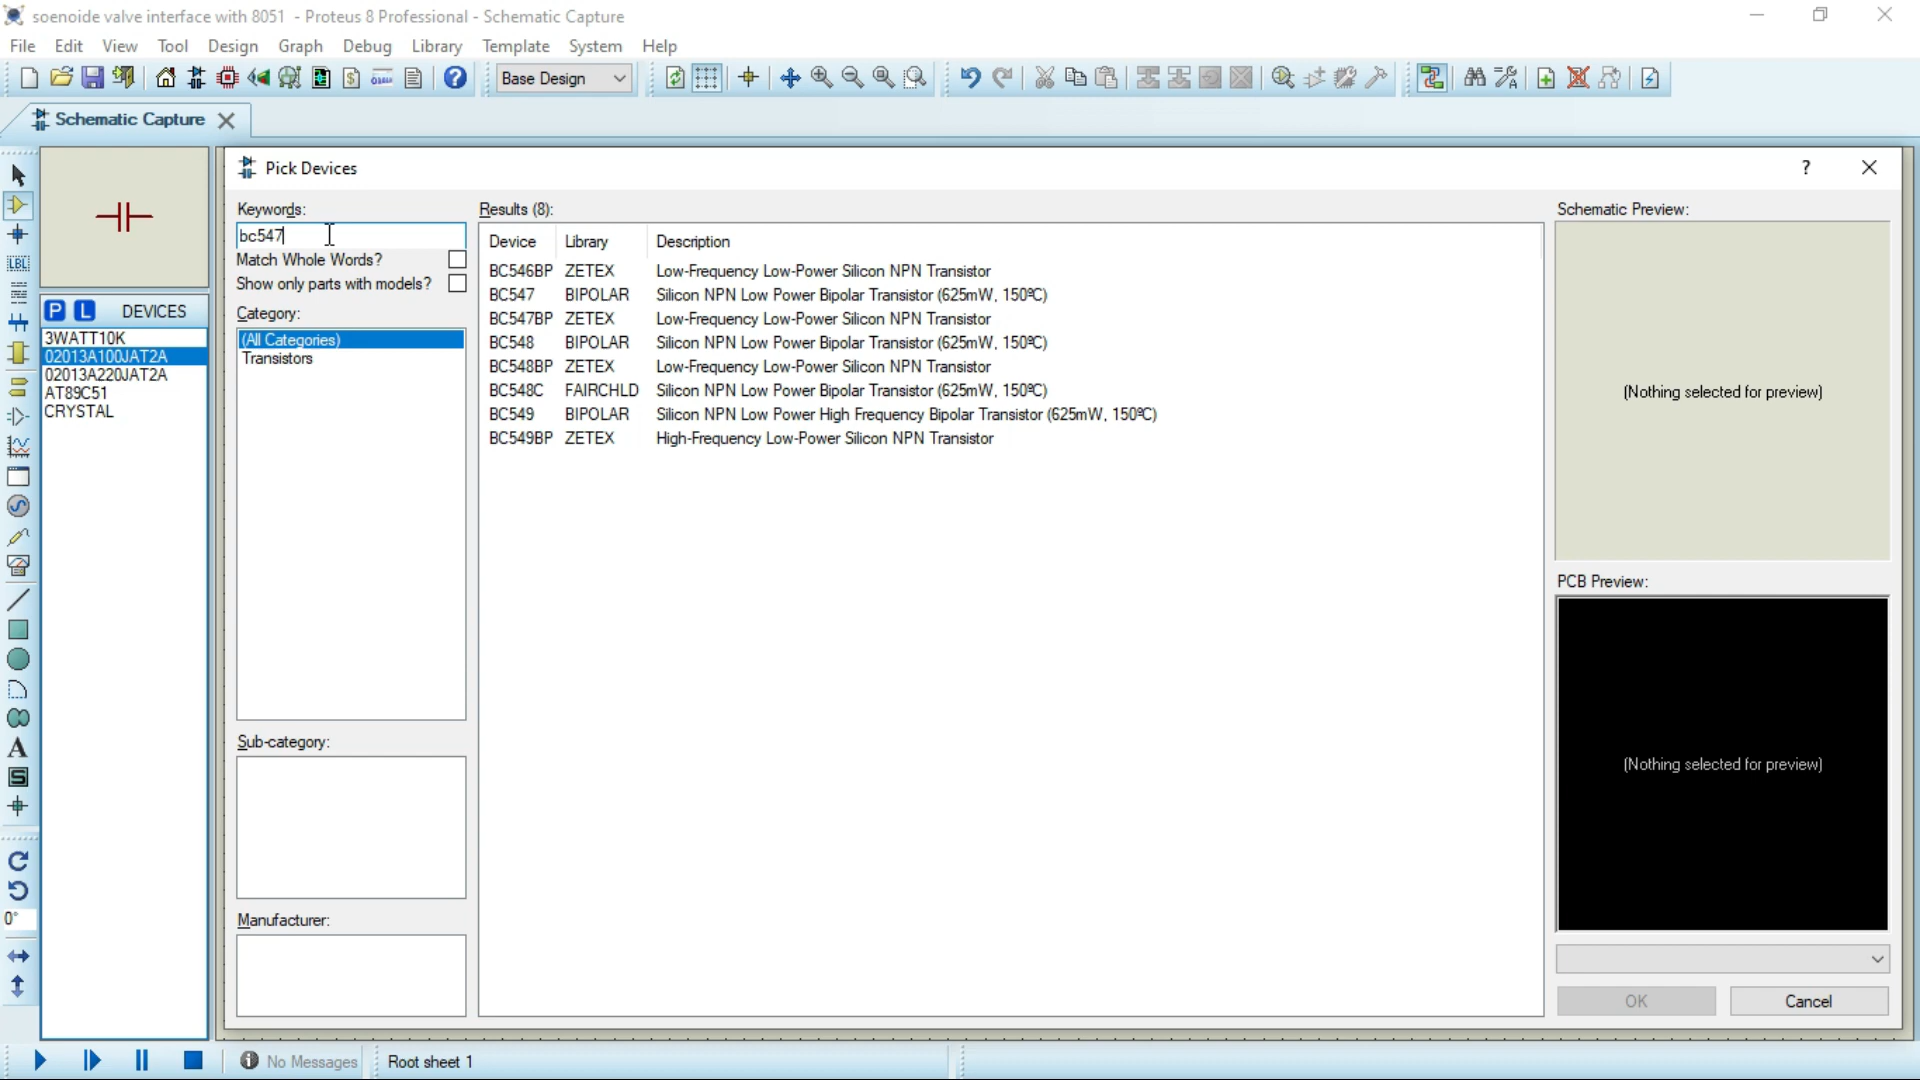 soenoide valve interface with 8051 - Proteus 8 Professional - Schematic Capture
File Edit View Tool Design Graph Debug Library Template System Help
Base Design
Schematic Capture
Pick Devices
Keywords:
bc547
Match Whole Words?
Show only parts with models?
Category:
(All Categories)
Transistors
Sub-category:
Manufacturer:
Results (8):
Device Library Description
BC546BP ZETEX Low-Frequency Low-Power Silicon NPN Transistor
BC547 BIPOLAR Silicon NPN Low Power Bipolar Transistor (625mW, 150ºC)
BC547BP ZETEX Low-Frequency Low-Power Silicon NPN Transistor
BC548 BIPOLAR Silicon NPN Low Power Bipolar Transistor (625mW, 150ºC)
BC548BP ZETEX Low-Frequency Low-Power Silicon NPN Transistor
BC548C FAIRCHLD Silicon NPN Low Power Bipolar Transistor (625mW, 150ºC)
BC549 BIPOLAR Silicon NPN Low Power High Frequency Bipolar Transistor (625mW, 150ºC)
BC549BP ZETEX High-Frequency Low-Power Silicon NPN Transistor
Schematic Preview:
(Nothing selected for preview)
PCB Preview:
(Nothing selected for preview)
OK Cancel
P L DEVICES
3WATT10K
02013A100JAT2A
02013A220JAT2A
AT89C51
CRYSTAL
LBL
A
S
0°
No Messages Root sheet 1